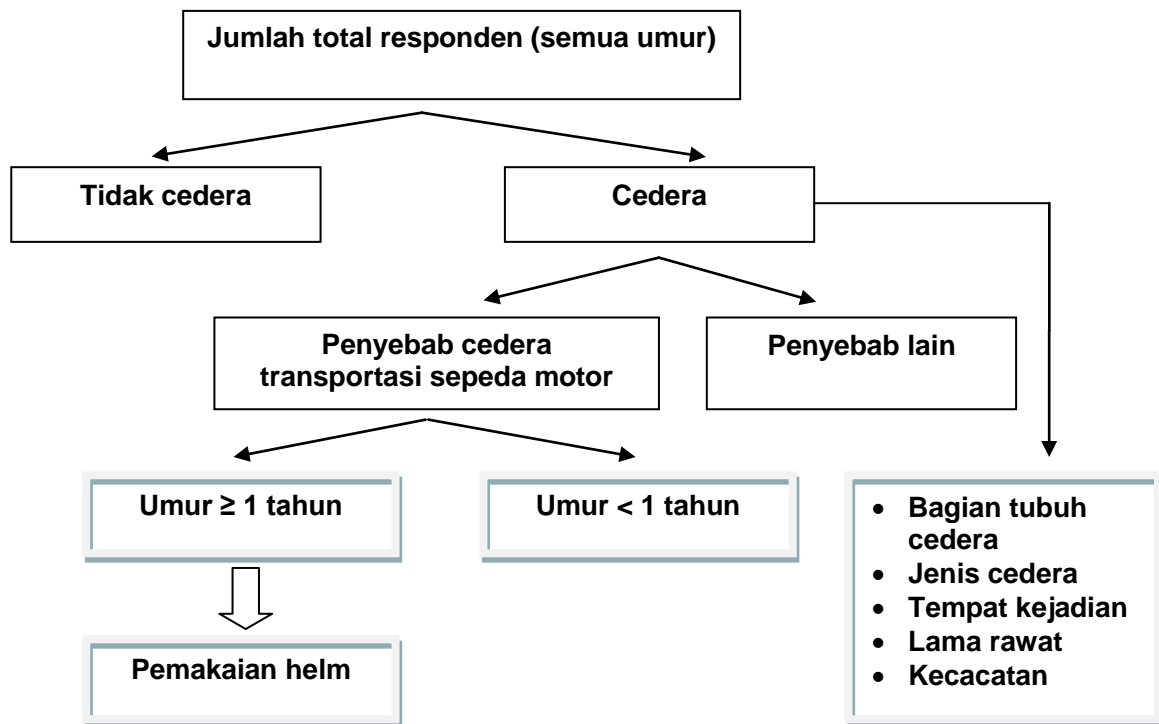 Jumlah total responden (semua umur)
Tidak cedera
Cedera
Penyebab cedera
transportasi sepeda motor
Penyebab lain
Umur ≥ 1 tahun
Umur < 1 tahun
• Bagian tubuh
cedera
• Jenis cedera
• Tempat kejadian
• Lama rawat
• Kecacatan
Pemakaian helm